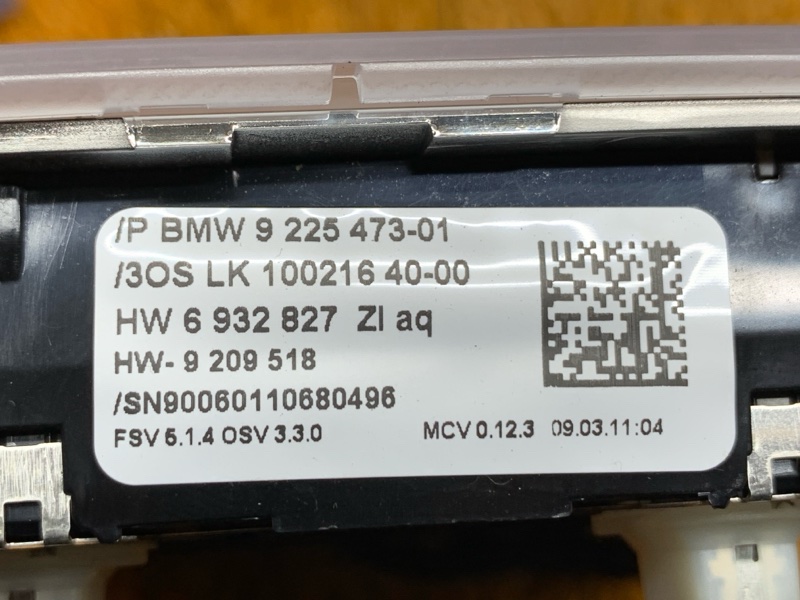 /P BMW 9 225 473-01
/3OS LK 100216 40-00
HW 6 932 827 ZI aq
HW- 9 209 518
/SN90060110680496
FSV 5.1.4 OSV 3.3.0 MCV 0.12.3 09.03.11:04